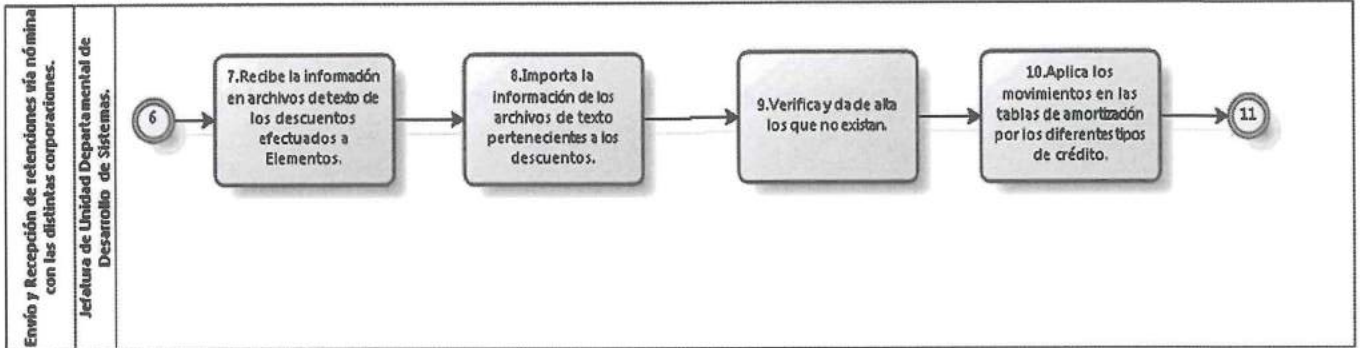 Envío y Recepción de retenciones vía nómina
con las distintas corporaciones.
Jefatura de Unidad Departamental de
Desarrollo de Sistemas.
6
7.Recibe la información
en archivos de texto de
los descuentos
efectuados a
Elementos.
8.Importa la
información de los
archivos de texto
pertenecientes a los
descuentos.
9.Verifica y da de alta
los que no existan.
10.Aplica los
movimientos en las
tablas de amortización
por los diferentes tipos
de crédito.
11